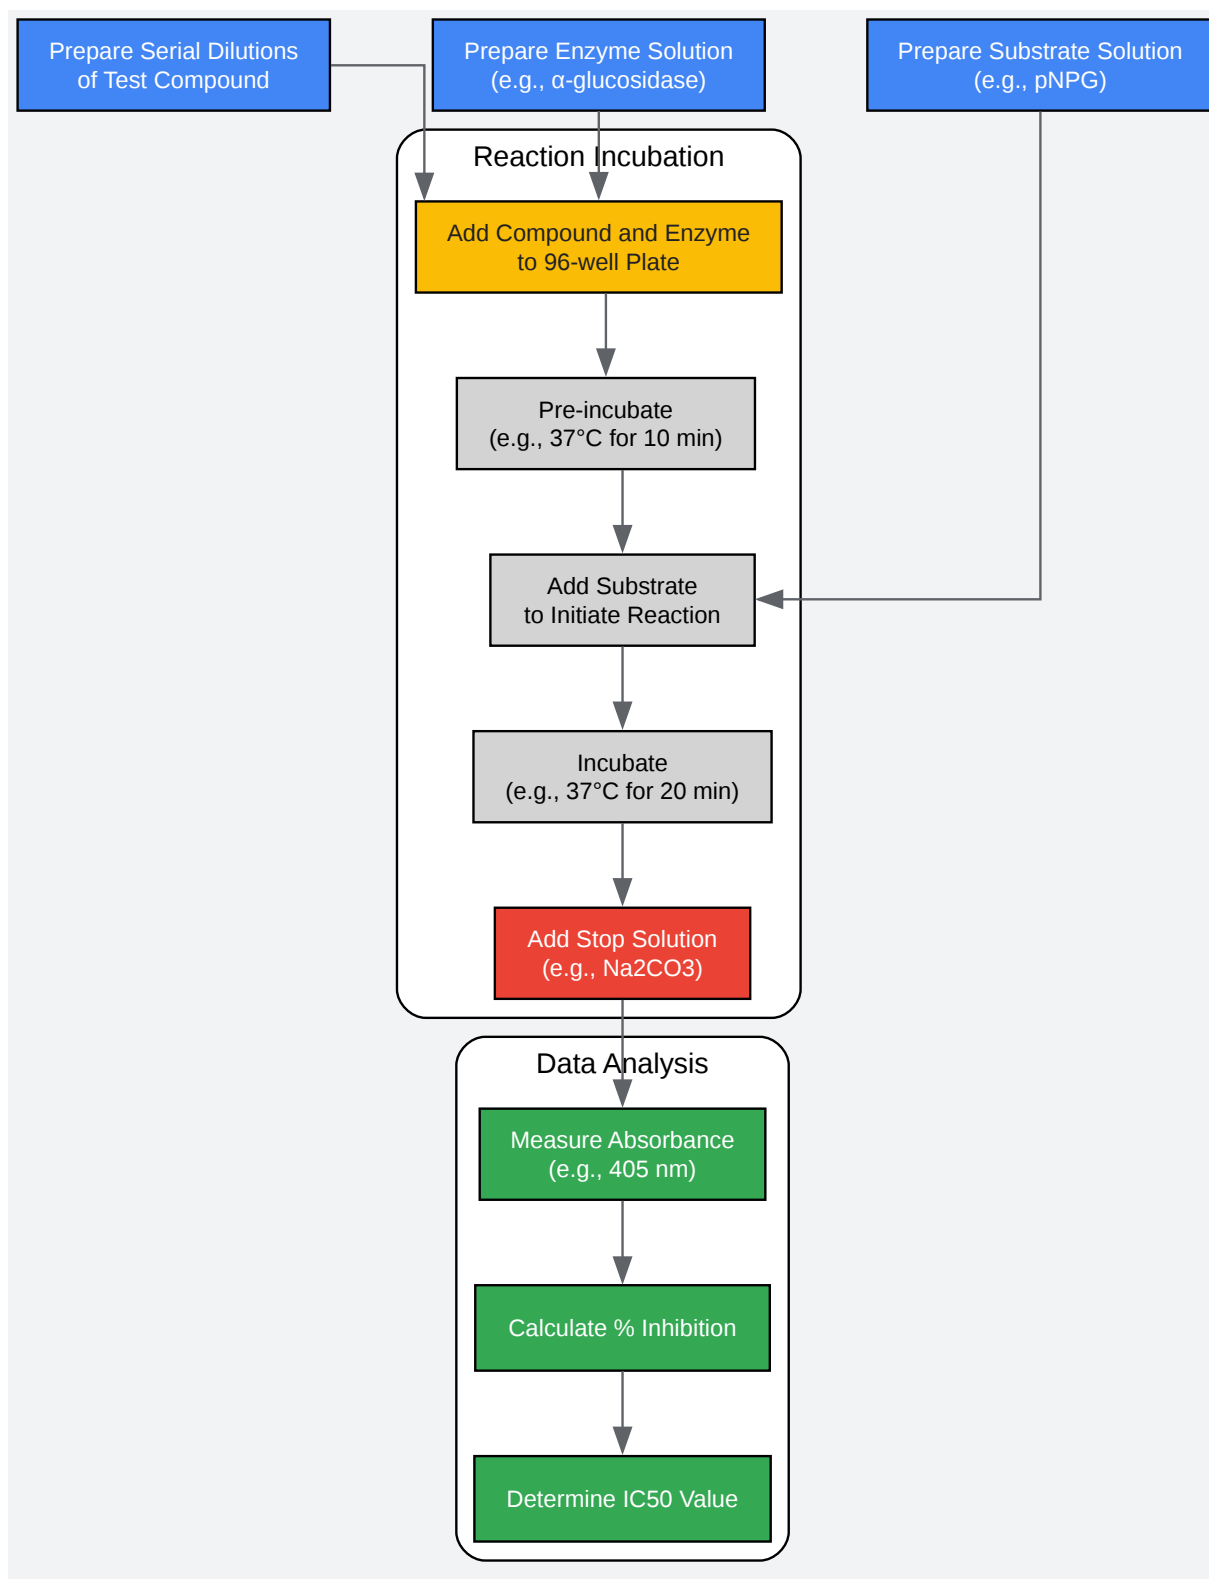 Prepare Serial Dilutions
of Test Compound
Prepare Enzyme Solution
(e.g., α-glucosidase)
Prepare Substrate Solution
(e.g., pNPG)
Reaction Incubation
Add Compound and Enzyme
to 96-well Plate
Pre-incubate
(e.g., 37°C for 10 min)
Add Substrate
to Initiate Reaction
Incubate
(e.g., 37°C for 20 min)
Add Stop Solution
(e.g., Na2CO3)
Data Analysis
Measure Absorbance
(e.g., 405 nm)
Calculate % Inhibition
Determine IC50 Value